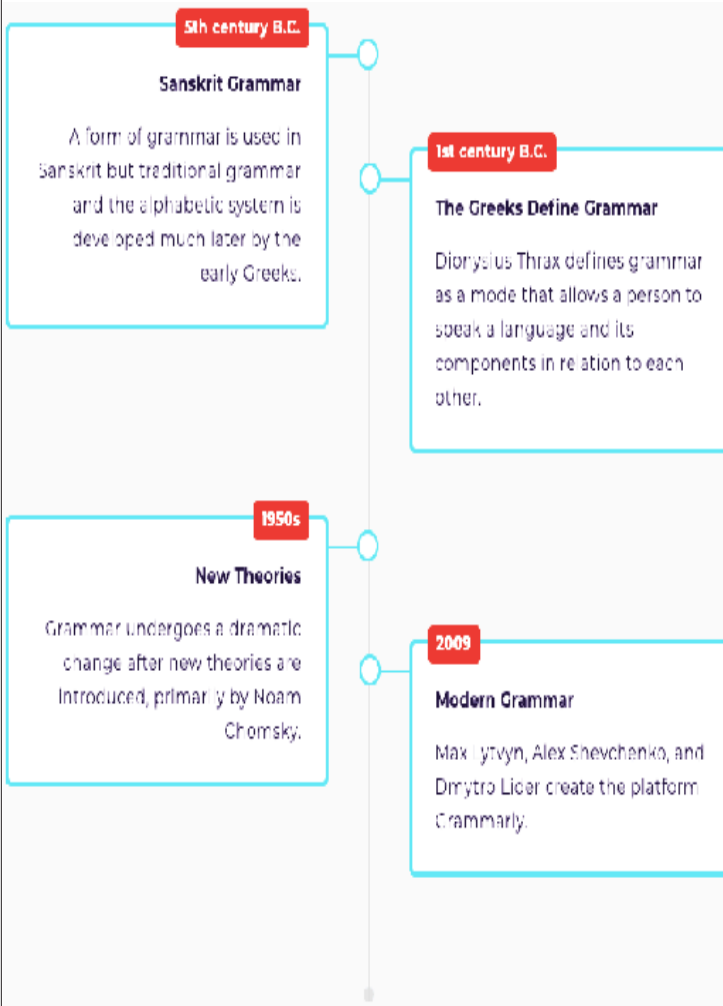 5th century B.C.
Sanskrit Grammar
A form of grammar is used in
Sanskrit but traditional grammar
and the alphabetic system is
developed much later by the
early Greeks.
1st century B.C.
The Greeks Define Grammar
Dionysius Thrax defines grammar
as a mode that allows a person to
speak a language and its
components in relation to each
other.
1950s
New Theories
Grammar undergoes a dramatic
change after new theories are
introduced, primarily by Noam
Chomsky.
2009
Modern Grammar
Max Lytvyn, Alex Shevchenko, and
Dmytro Lider create the platform
Grammarly.